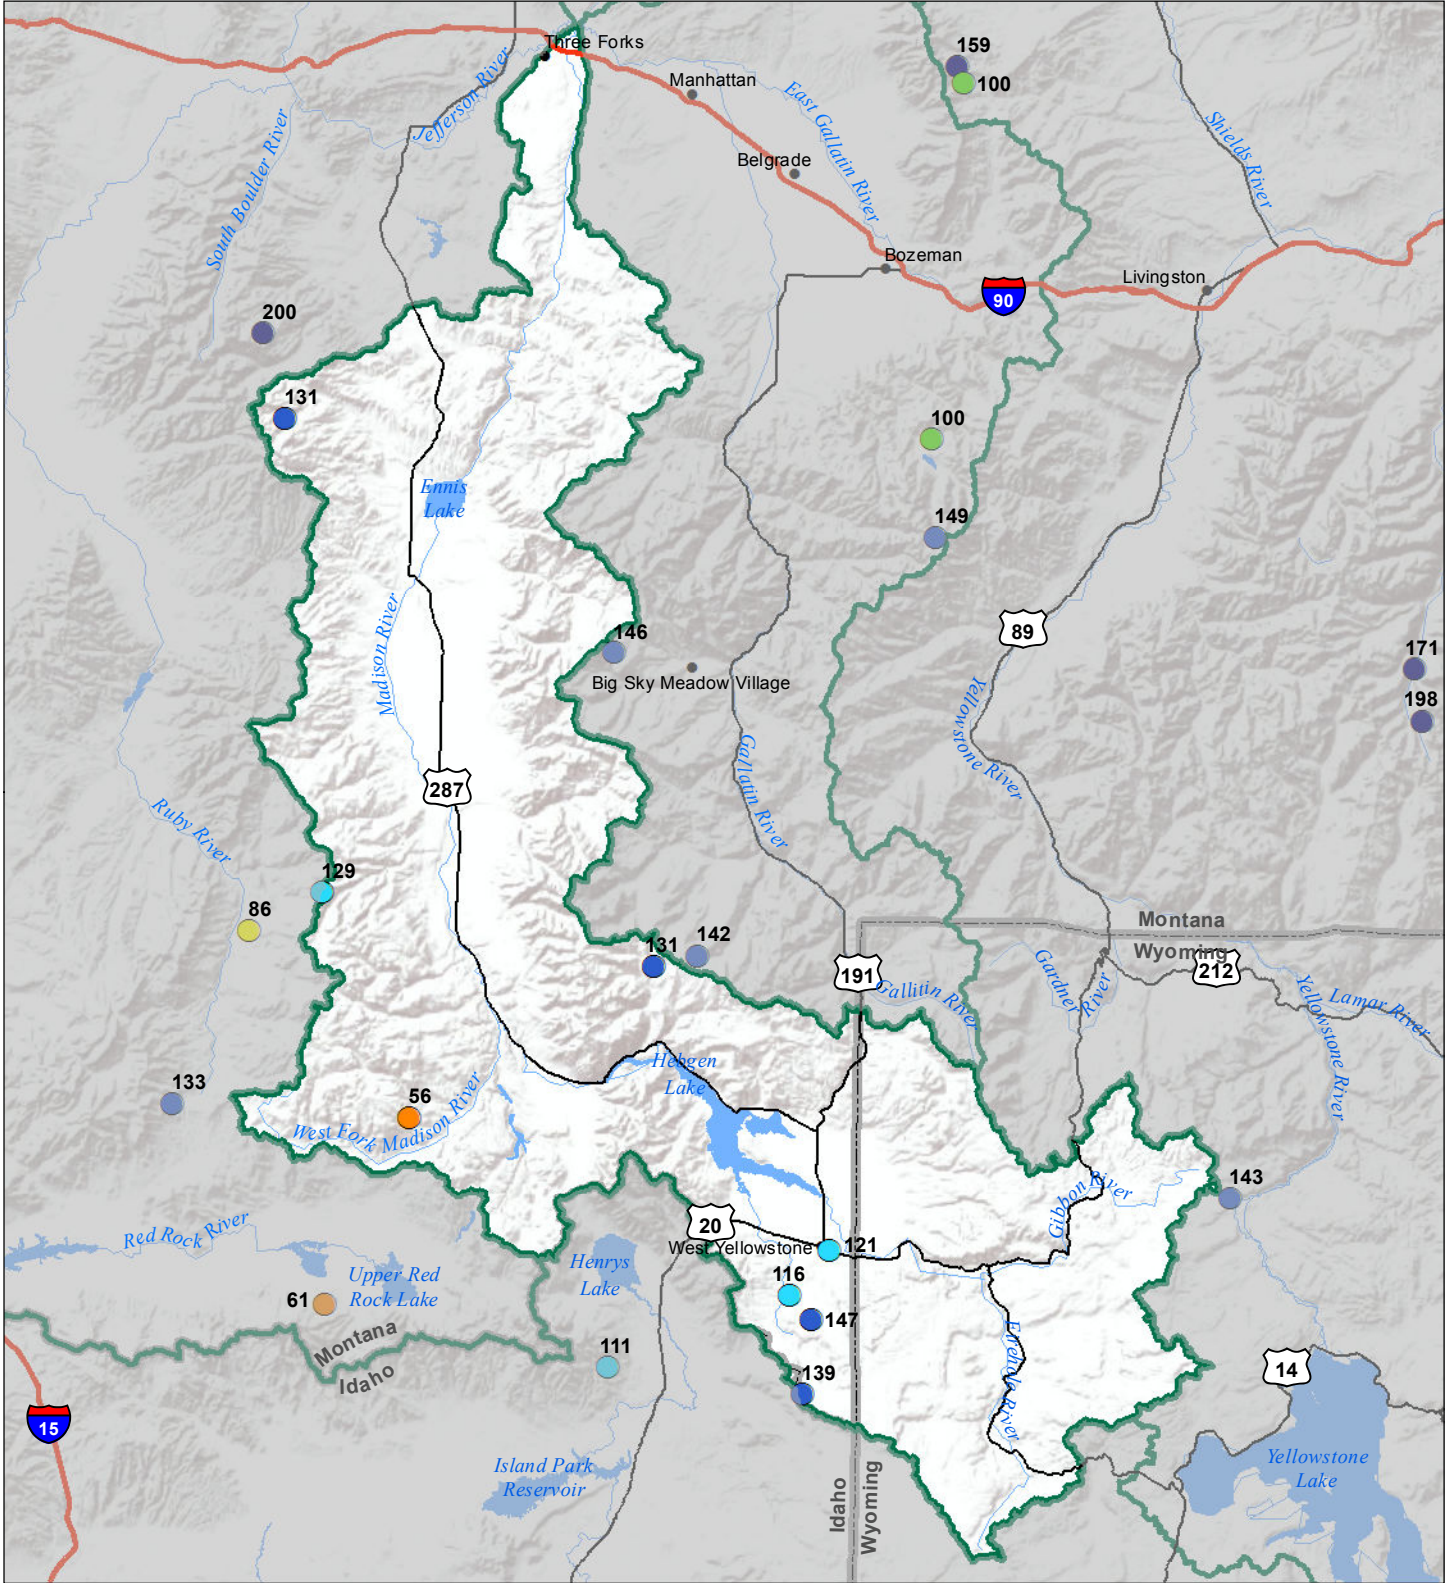 Three Forks
159
100
Manhattan
Jefferson River
East Gallatin River
Shields River
South Boulder River
Belgrade
Bozeman
Livingston
90
200
131
100
Ennis
Lake
149
Madison River
146
89
Big Sky Meadow Village
171
198
Yellowstone River
Gallatin River
287
Ruby River
129
86
131
142
Montana
Wyoming
191
212
Gallitin River
Gardner
River
Yellowstone River
Lamar River
Hebgen
Lake
133
56
West Fork Madison River
143
Gibbon River
Red Rock River
20
West Yellowstone
121
Henrys
Lake
Upper Red
Rock Lake
116
61
147
Montana
Idaho
111
139
Firehole River
14
15
Island Park
Reservoir
Yellowstone
Lake
Idaho
Wyoming